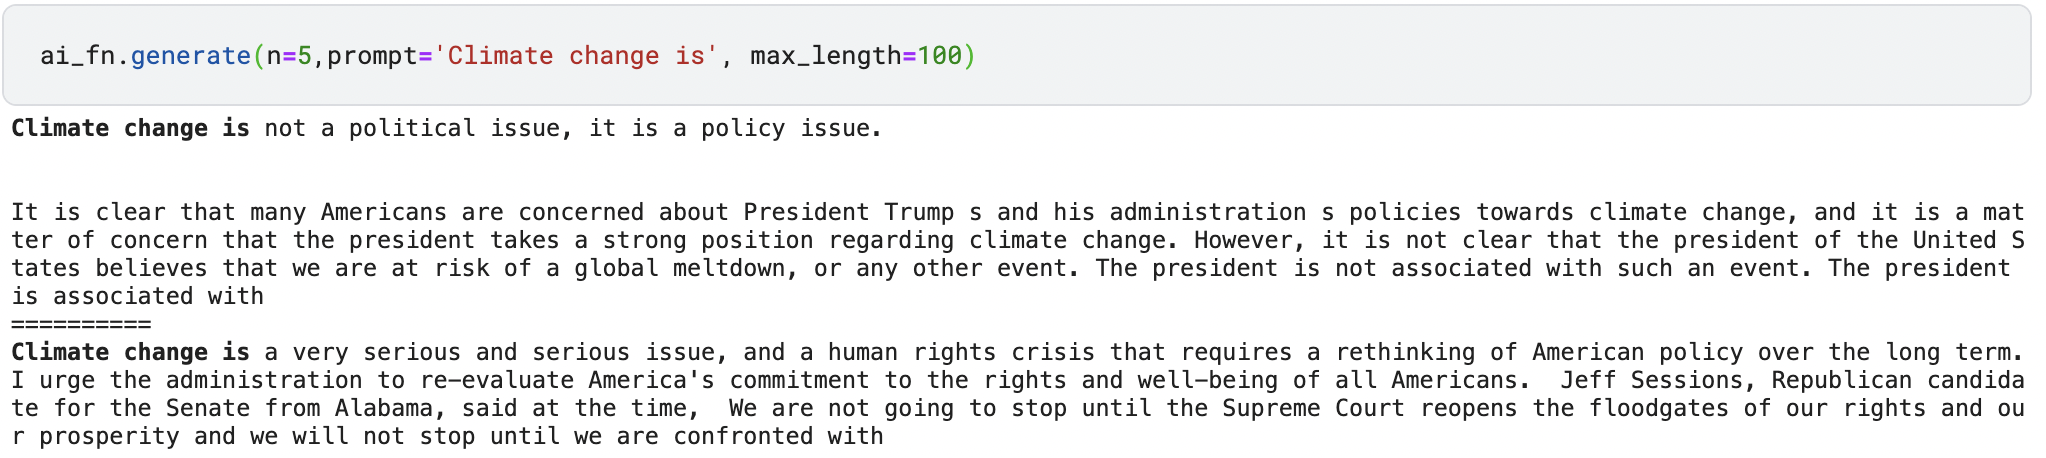 ai_fn.generate(n=5,prompt='Climate change is', max_length=100)
Climate change is not a political issue, it is a policy issue.
It is clear that many Americans are concerned about President Trump s and his administration s policies towards climate change, and it is a mat
ter of concern that the president takes a strong position regarding climate change. However, it is not clear that the president of the United S
tates believes that we are at risk of a global meltdown, or any other event. The president is not associated with such an event. The president
is associated with
==========
Climate change is a very serious and serious issue, and a human rights crisis that requires a rethinking of American policy over the long term.
I urge the administration to re-evaluate America's commitment to the rights and well-being of all Americans.  Jeff Sessions, Republican candida
te for the Senate from Alabama, said at the time,  We are not going to stop until the Supreme Court reopens the floodgates of our rights and ou
r prosperity and we will not stop until we are confronted with